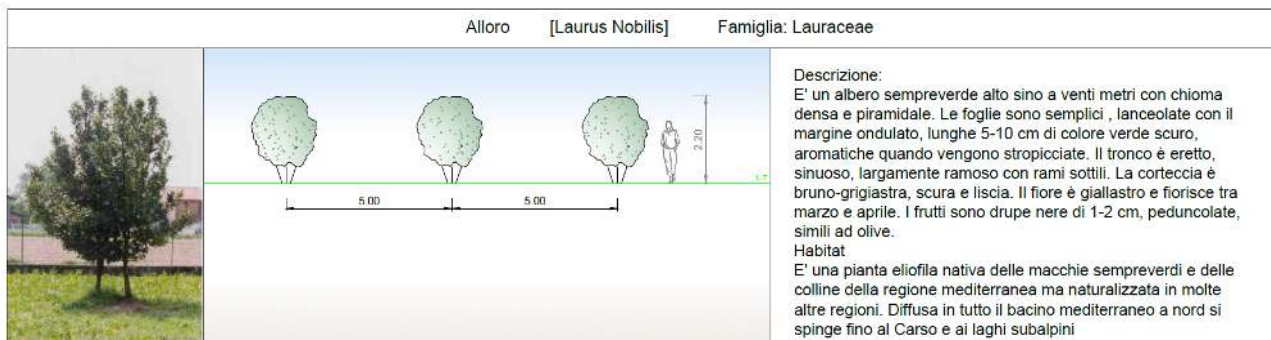 Alloro [Laurus Nobilis] Famiglia: Lauraceae
2.20
5.00 5.00
Descrizione:
E' un albero sempreverde alto sino a venti metri con chioma
densa e piramidale. Le foglie sono semplici , lanceolate con il
margine ondulato, lunghe 5-10 cm di colore verde scuro,
aromatiche quando vengono stropicciate. Il tronco è eretto,
sinuoso, largamente ramoso con rami sottili. La corteccia è
bruno-grigiastra, scura e liscia. Il fiore è giallastro e fiorisce tra
marzo e aprile. I frutti sono drupe nere di 1-2 cm, peduncolate,
simili ad olive.
Habitat
E' una pianta eliofila nativa delle macchie sempreverdi e delle
colline della regione mediterranea ma naturalizzata in molte
altre regioni. Diffusa in tutto il bacino mediterraneo a nord si
spinge fino al Carso e ai laghi subalpini